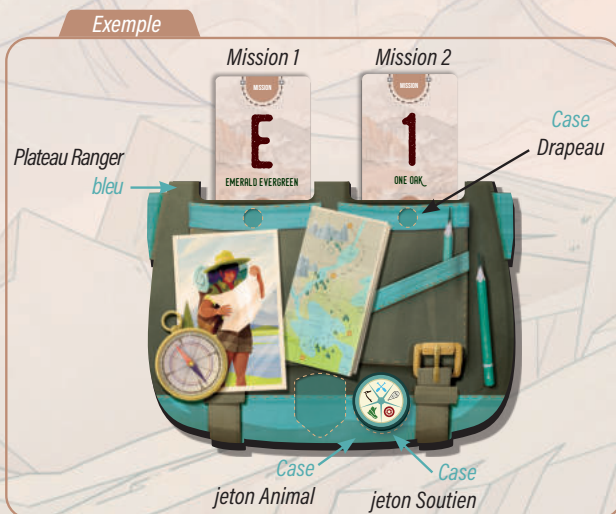 Exemple
Mission 1
Mission 2
MISSION
MISSION
E
1
EMERALD EVERGREEN
ONE OAK
Case
Drapeau
Plateau Ranger
bleu
Case
jeton Animal
Case
jeton Soutien